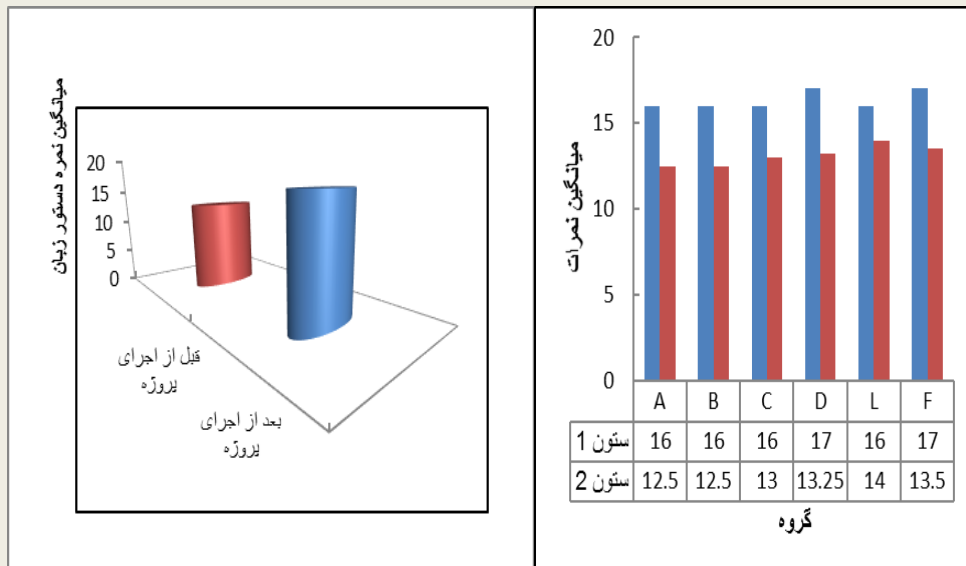 میانگین نمره دستور زبان
20
15
10
5
0
قبل از اجرای
پروژه
بعد از اجرای
پروژه
میانگین نمرات
20
15
10
5
0
A B C D L F
ستون 1 16 16 16 17 16 17
ستون 2 12.5 12.5 13 13.25 14 13.5
گروه